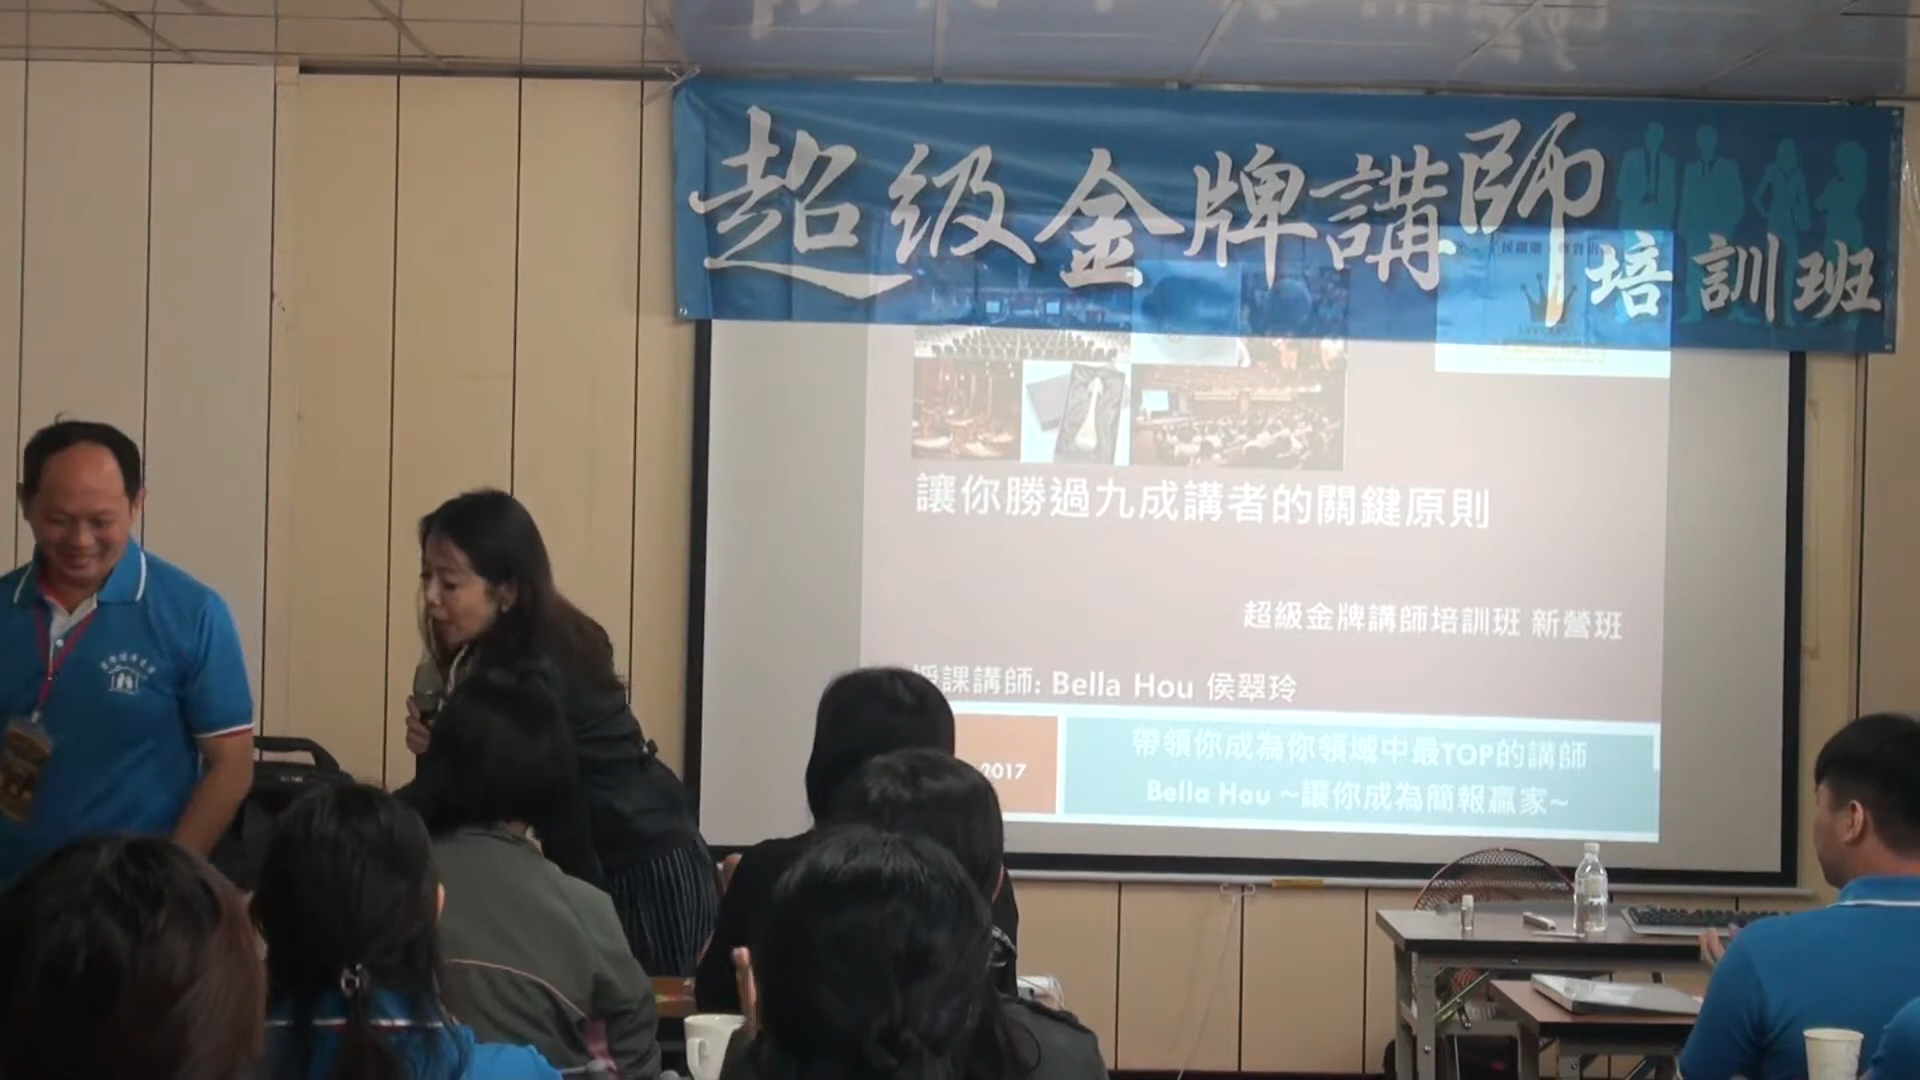 超級金牌講師培訓班
讓你勝過九成講者的關鍵原則
超級金牌講師培訓班 新營班
授課講師: Bella Hou 侯翠玲
2017
帶領你成為你領域中最TOP的講師
Bella Hou ~讓你成為簡報贏家~